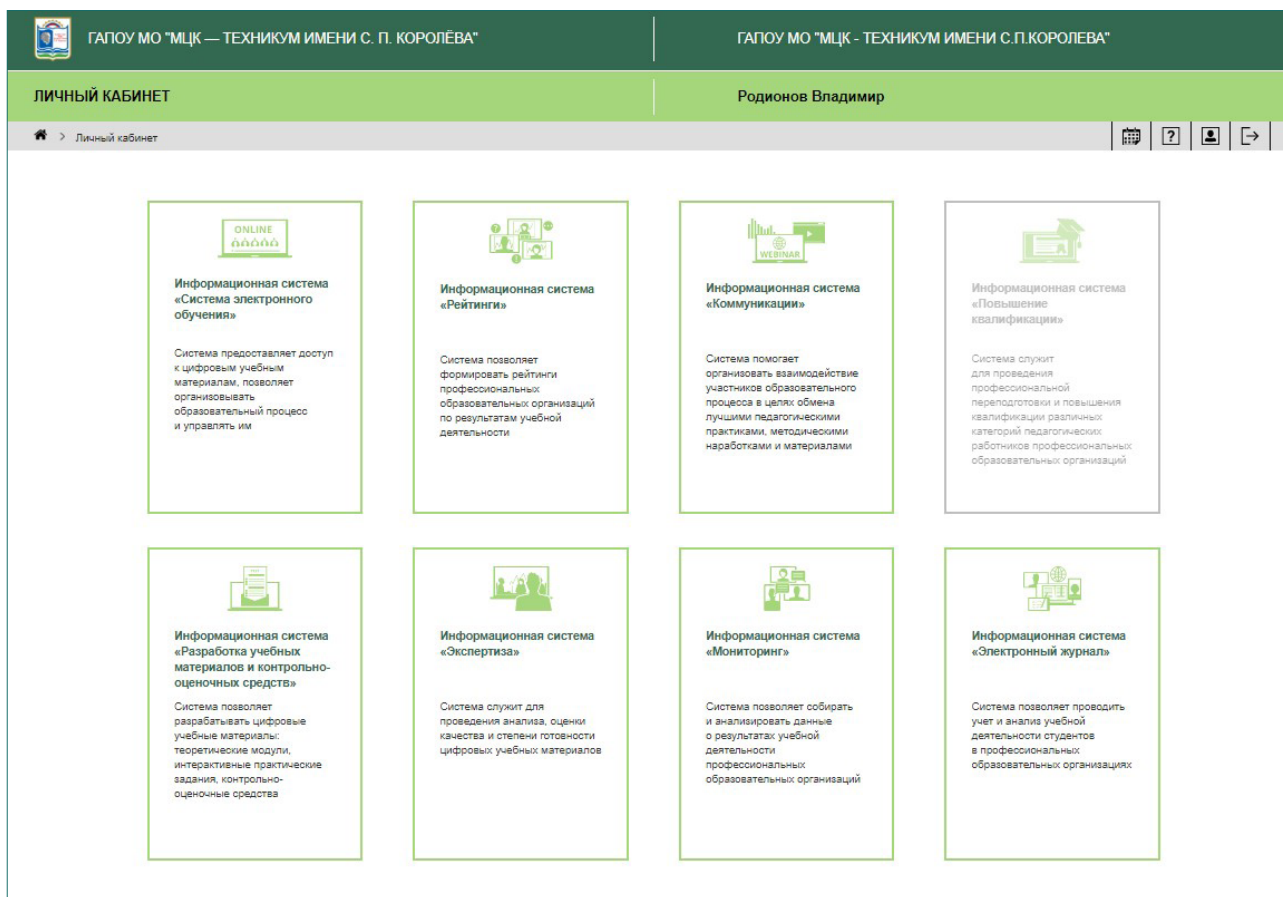 ГАПОУ МО "МЦК — ТЕХНИКУМ ИМЕНИ С. П. КОРОЛЁВА"
ГАПОУ МО "МЦК - ТЕХНИКУМ ИМЕНИ С.П.КОРОЛЕВА"
ЛИЧНЫЙ КАБИНЕТ
Родионов Владимир
> Личный кабинет
?
ONLINE
Информационная система
«Система электронного
обучения»
Система предоставляет доступ
к цифровым учебным
материалам, позволяет
организовывать
образовательный процесс
и управлять им
Информационная система
«Рейтинги»
Система позволяет
формировать рейтинги
профессиональных
образовательных организаций
по результатам учебной
деятельности
WEBINAR
Информационная система
«Коммуникации»
Система помогает
организовать взаимодействие
участников образовательного
процесса в целях обмена
лучшими педагогическими
практиками, методическими
наработками и материалами
Информационная система
«Повышение
квалификации»
Система служит
для проведения
профессиональной
переподготовки и повышения
квалификации различных
категорий педагогических
работников профессиональных
образовательных организаций
Информационная система
«Разработка учебных
материалов и контрольно-
оценочных средств»
Система позволяет
разрабатывать цифровые
учебные материалы:
теоретические модули,
интерактивные практические
задания, контрольно-
оценочные средства
Информационная система
«Экспертиза»
Система служит для
проведения анализа, оценки
качества и степени готовности
цифровых учебных материалов
Информационная система
«Мониторинг»
Система позволяет собирать
и анализировать данные
о результатах учебной
деятельности
профессиональных
образовательных организаций
Информационная система
«Электронный журнал»
Система позволяет проводить
учет и анализ учебной
деятельности студентов
в профессиональных
образовательных организациях